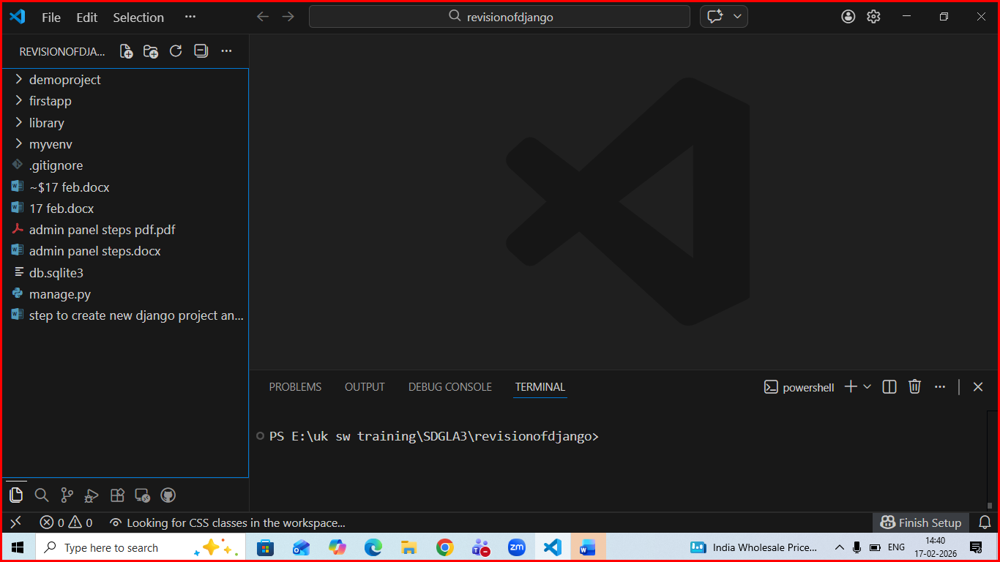 File Edit Selection ···
revisionofdjango
REVISIONOFDJA...
demoproject
firstapp
library
myvenv
.gitignore
~$17 feb.docx
17 feb.docx
admin panel steps pdf.pdf
admin panel steps.docx
db.sqlite3
manage.py
step to create new django project an...
PROBLEMS OUTPUT DEBUG CONSOLE TERMINAL
powershell
PS E:\uk sw training\SDGLA3\revisionofdjango>
0 0 Looking for CSS classes in the workspace...
Finish Setup
Type here to search
zm
India Wholesale Price...
ENG
14:40
17-02-2026